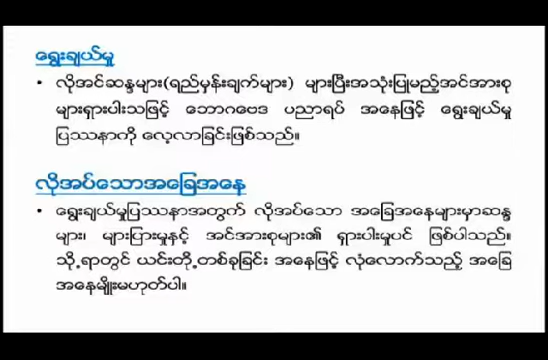 ရွေးချယ်မှု
• လိုအင်ဆန္ဒများ(ရည်မှန်းချက်များ) များပြီးအသုံးပြုမည့်အင်အားစု
များရှားပါးသဖြင့် ဘောဂဗေဒ ပညာရပ် အနေဖြင့် ရွေးချယ်မှု
ပြဿနာကို လေ့လာခြင်းဖြစ်သည်။
လိုအပ်သောအခြေအနေ
• ရွေးချယ်မှုပြဿနာအတွက် လိုအပ်သော အခြေအနေများမှာဆန္ဒ
များ၊ များပြားမှုနှင့် အင်အားစုများ၏ ရှားပါးမှုပင် ဖြစ်ပါသည်။
သို့ရာတွင် ယင်းတို့တစ်ခုခြင်း အနေဖြင့် လုံလောက်သည့် အခြေ
အနေမျိုးမဟုတ်ပါ။